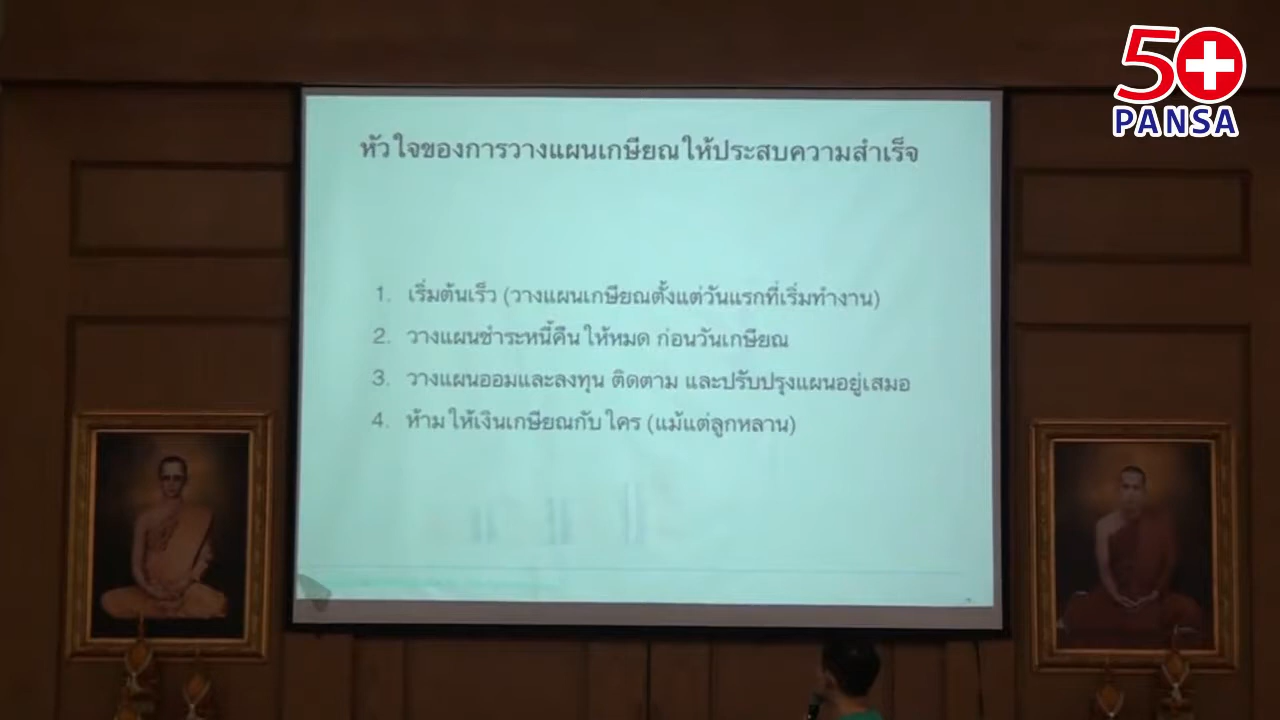 50
PANSA
หัวใจของการวางแผนเกษียณให้ประสบความสำเร็จ
1. เริ่มต้นเร็ว (วางแผนเกษียณตั้งแต่วันแรกที่เริ่มทำงาน)
2. วางแผนชำระหนี้คืนให้หมด ก่อนวันเกษียณ
3. วางแผนออมและลงทุน ติดตาม และปรับปรุงแผนอยู่เสมอ
4. ห้ามให้เงินเกษียณกับใคร (แม้แต่ลูกหลาน)